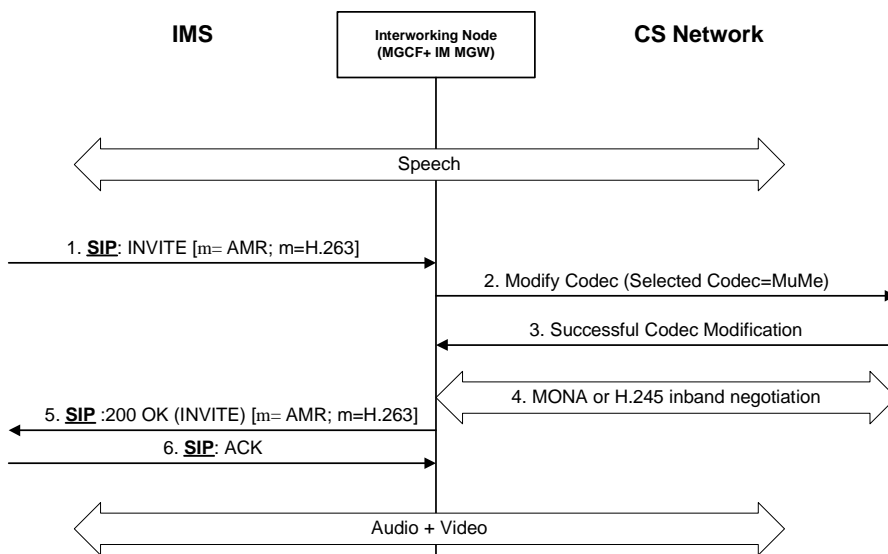 IMS
Interworking Node
(MGCF+ IM MGW)
CS Network
Speech
1. SIP: INVITE [m= AMR; m=H.263]
2. Modify Codec (Selected Codec=MuMe)
3. Successful Codec Modification
4. MONA or H.245 inband negotiation
5. SIP :200 OK (INVITE) [m= AMR; m=H.263]
6. SIP: ACK
Audio + Video